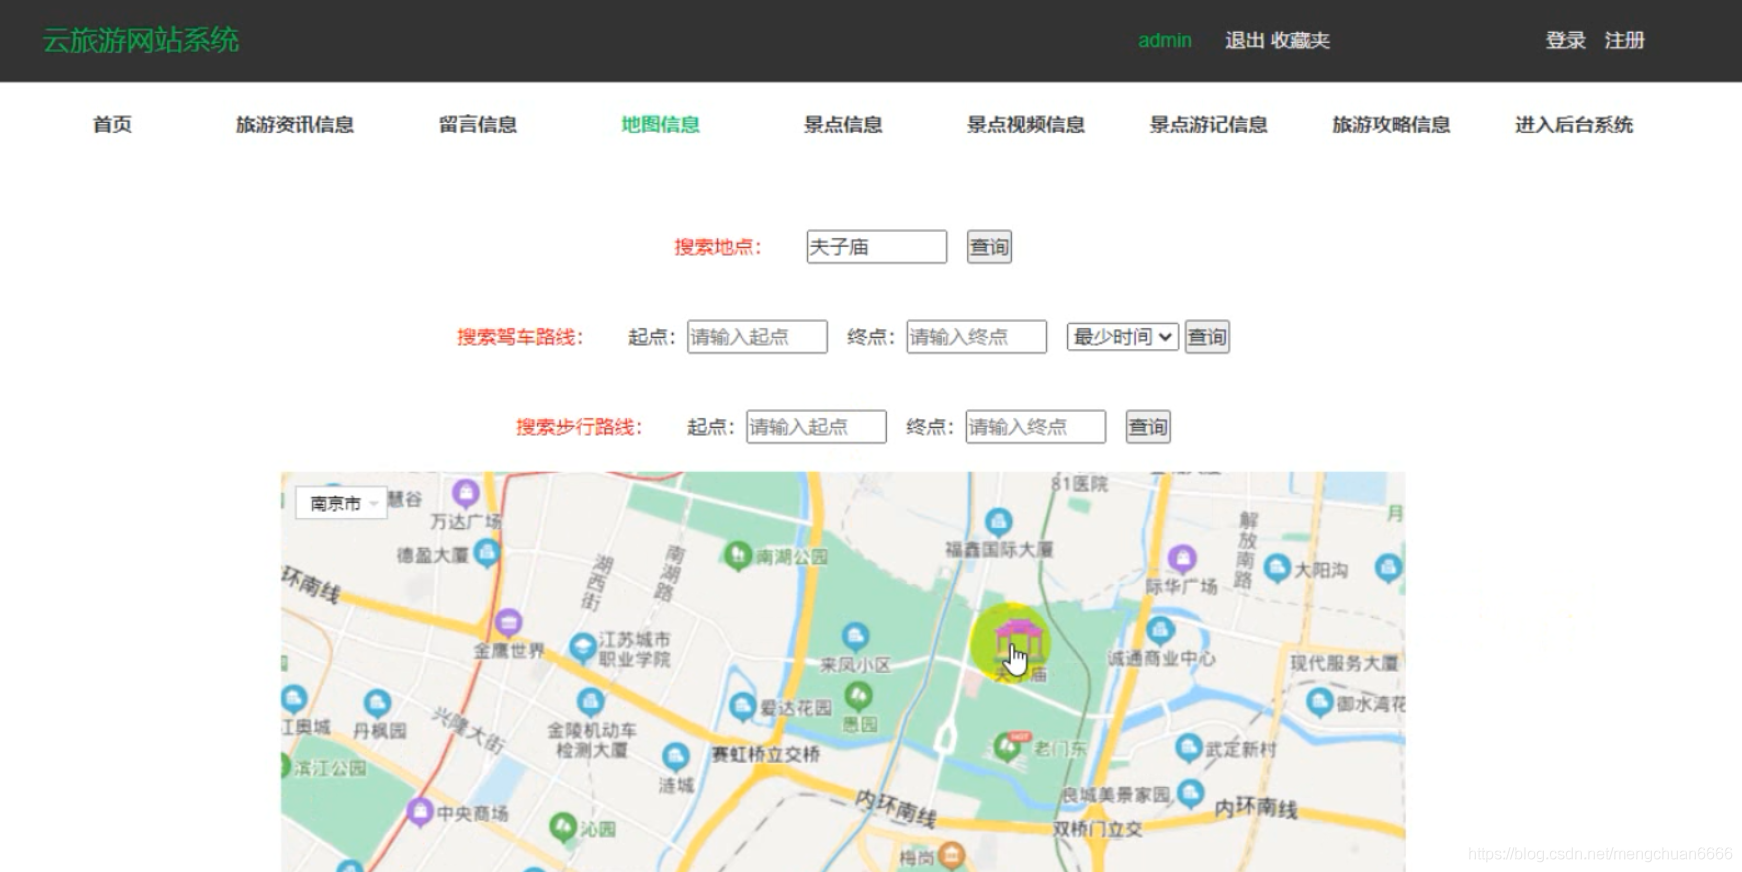 云旅游网站系统
admin 退出 收藏夹 登录 注册
首页 旅游资讯信息 留言信息 地图信息 景点信息 景点视频信息 景点游记信息 旅游攻略信息 进入后台系统
搜索地点： 夫子庙 查询
搜索驾车路线： 起点： 请输入起点 终点： 请输入终点 最少时间 查询
搜索步行路线： 起点： 请输入起点 终点： 请输入终点 查询
南京市
慧谷
81医院
万达广场
月
解放南路
德盈大厦
南湖公园
福鑫国际大厦
湖西街
南湖路
际华广场
大阳沟
环南线
金鹰世界
江苏城市
职业学院
来凤小区
夫子庙
诚通商业中心
现代服务大厦
江奥城
丹枫园
兴隆大街
金陵机动车
检测大厦
爱达花园
愚园
御水湾花
HOT
老门东
武定新村
滨江公园
涟城
赛虹桥立交桥
中央商场
沁园
内环南线
良城美景家园
双桥门立交
内环南线
梅岗
https://blog.csdn.net/mengchuan6666